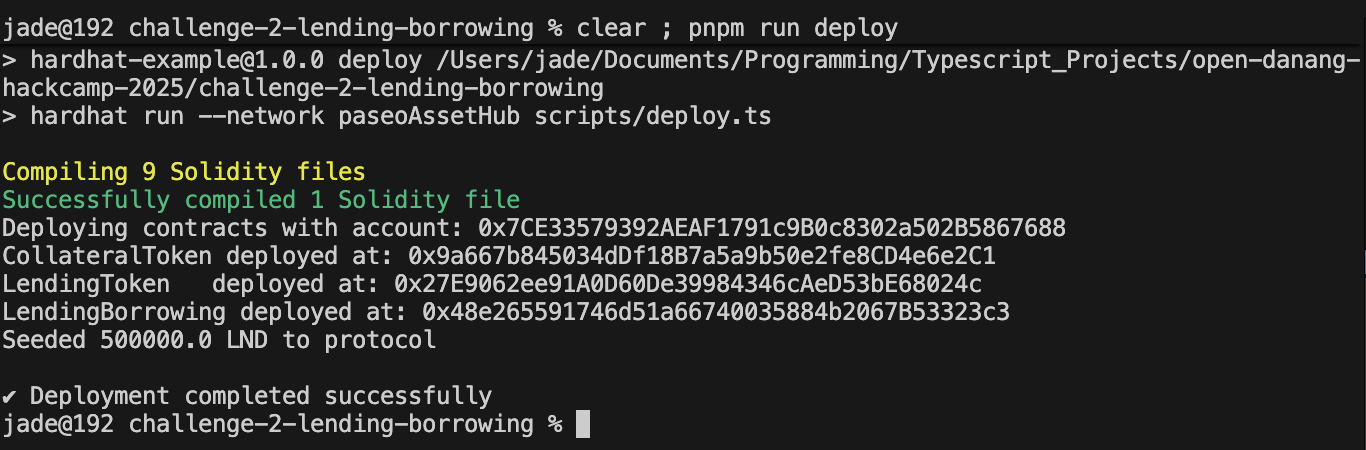 jade@192 challenge-2-lending-borrowing % clear ; pnpm run deploy
> hardhat-example@1.0.0 deploy /Users/jade/Documents/Programming/Typescript_Projects/open-danang-
hackcamp-2025/challenge-2-lending-borrowing
> hardhat run --network paseoAssetHub scripts/deploy.ts
Compiling 9 Solidity files
Successfully compiled 1 Solidity file
Deploying contracts with account: 0x7CE33579392AEAF1791c9B0c8302a502B5867688
CollateralToken deployed at: 0x9a667b845034dDf18B7a5a9b50e2fe8CD4e6e2C1
LendingToken   deployed at: 0x27E9062ee91A0D60De39984346cAeD53bE68024c
LendingBorrowing deployed at: 0x48e265591746d51a66740035884b2067B53323c3
Seeded 500000.0 LND to protocol
✔ Deployment completed successfully
jade@192 challenge-2-lending-borrowing %